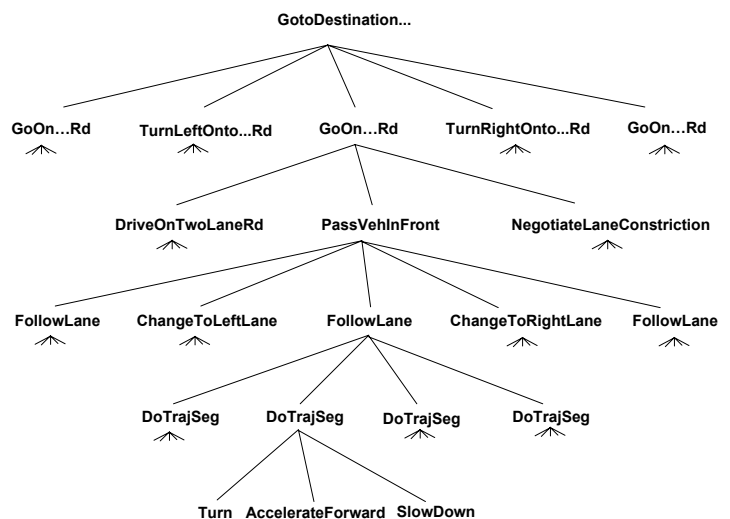 GotoDestination...
GoOn…Rd TurnLeftOnto...Rd GoOn…Rd TurnRightOnto...Rd GoOn…Rd
DriveOnTwoLaneRd PassVehInFront NegotiateLaneConstriction
FollowLane ChangeToLeftLane FollowLane ChangeToRightLane FollowLane
DoTrajSeg DoTrajSeg DoTrajSeg DoTrajSeg
Turn AccelerateForward SlowDown